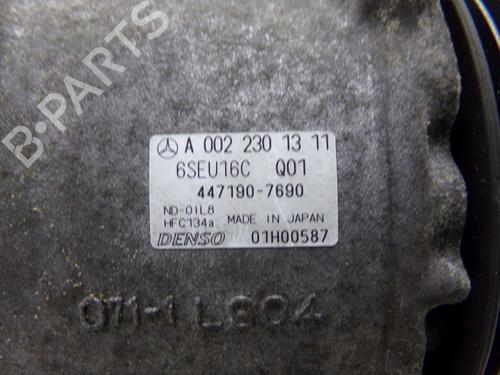 B-PARTS
A 002 230 13 11
6SEU16C Q01
447190-7690
ND-OIL8
HFC134a MADE IN JAPAN
DENSO 01H00587
071-1 LG04